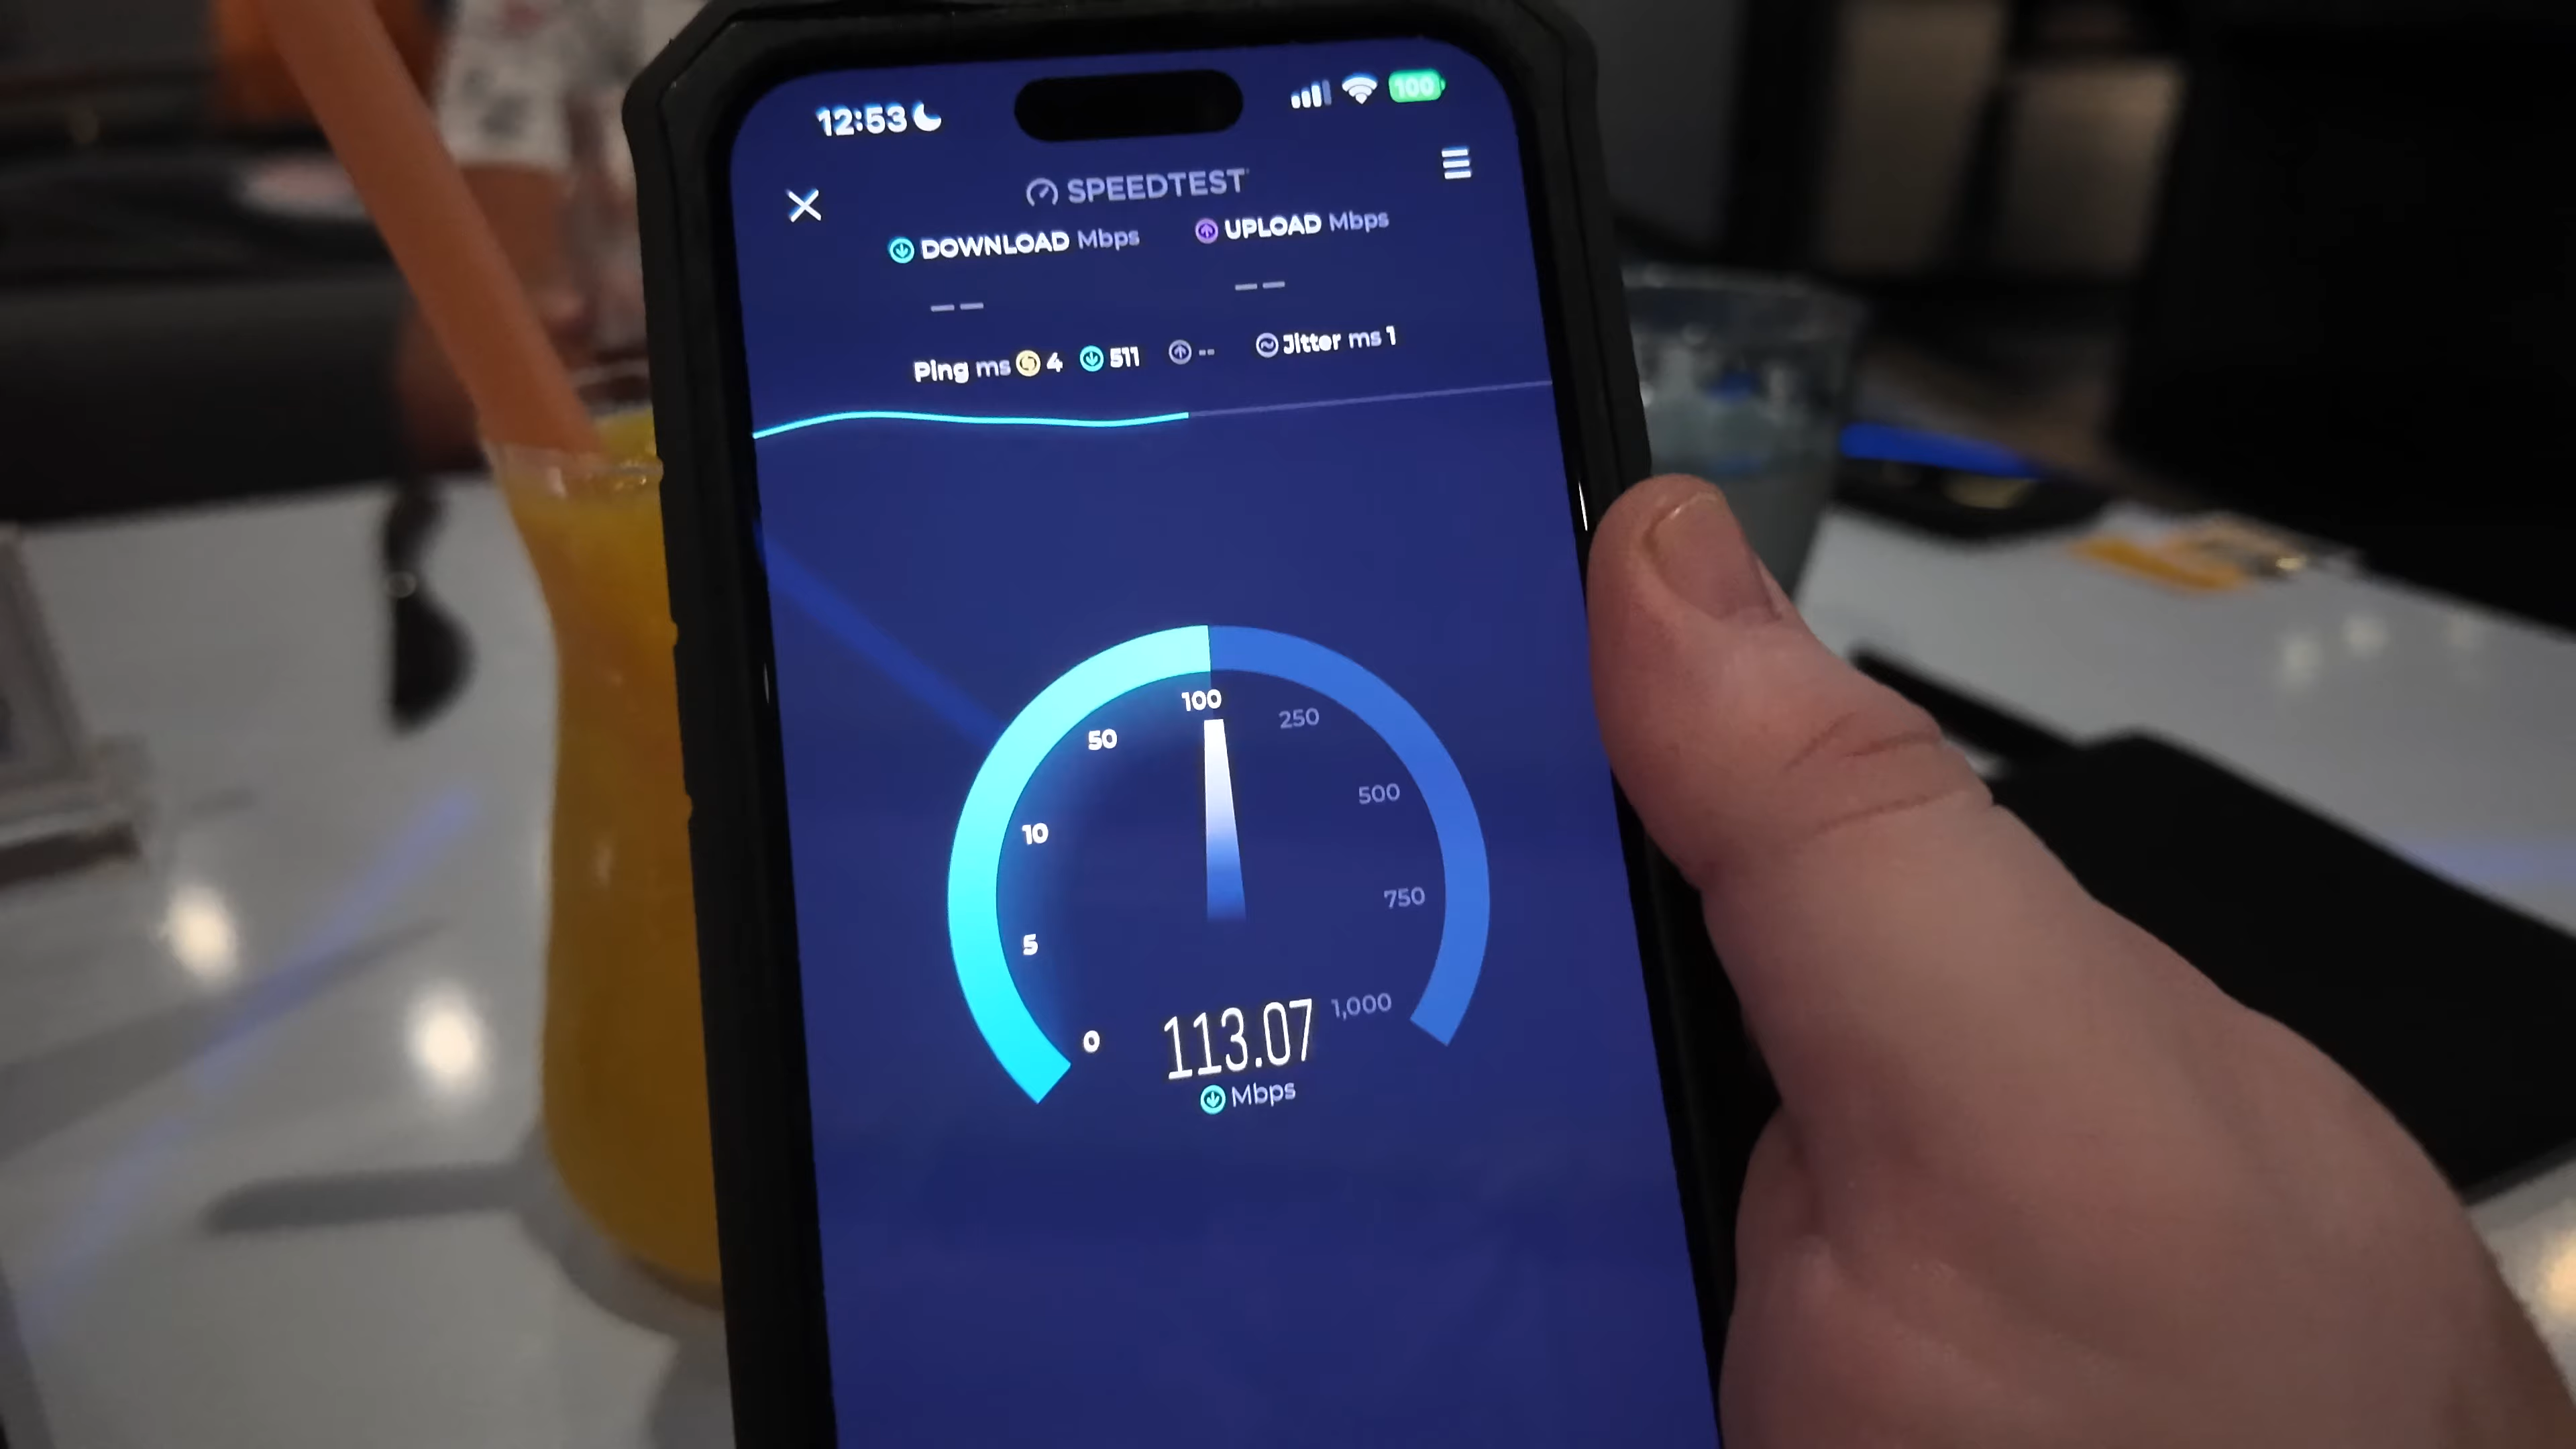 12:53
100
SPEEDTEST
DOWNLOAD Mbps
UPLOAD Mbps
-- --
Ping ms 4 511 -- Jitter ms 1
100
50
250
10
500
5
750
0
1,000
113.07
Mbps